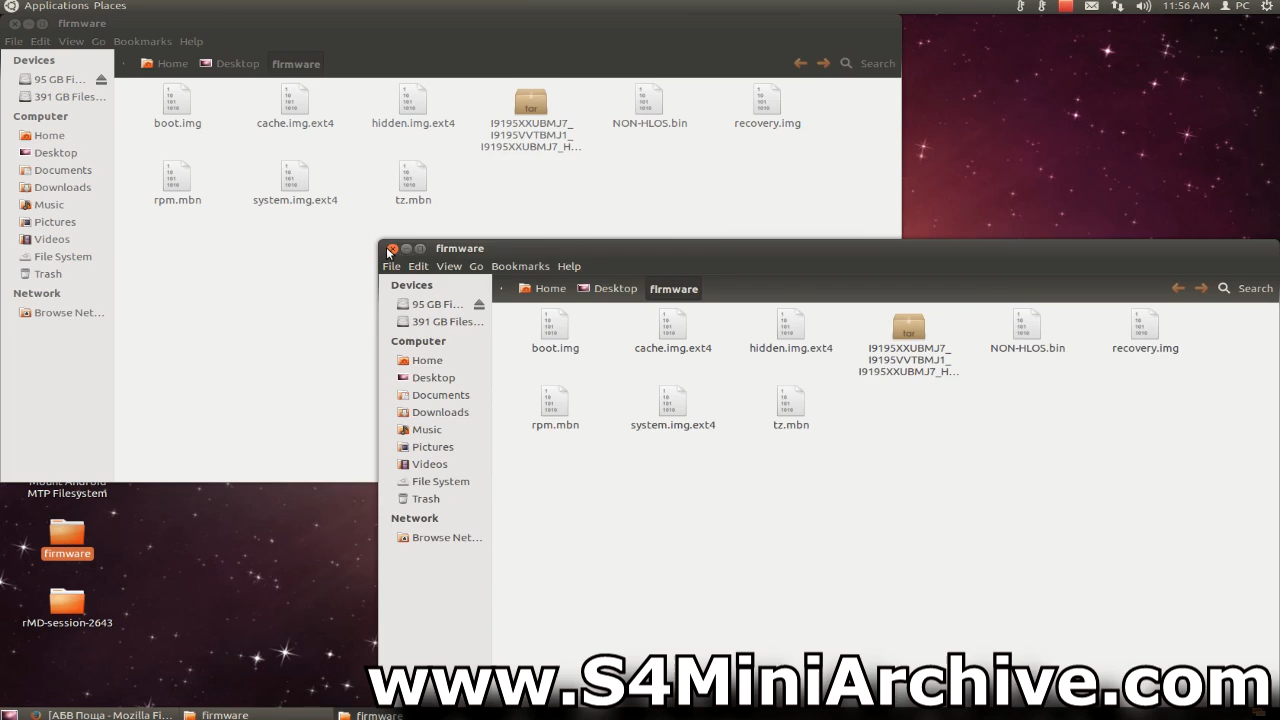 Applications Places
11:56 AM PC
firmware
File Edit View Go Bookmarks Help
Devices
95 GB Fi...
391 GB Files...
Computer
Home
Desktop
Documents
Downloads
Music
Pictures
Videos
File System
Trash
Network
Browse Net...
Home Desktop firmware Search
boot.img cache.img.ext4 hidden.img.ext4 tar NON-HLOS.bin recovery.img
I9195XXUBMJ7_
I9195VVTBMJ1_
I9195XXUBMJ7_H...
rpm.mbn system.img.ext4 tz.mbn
firmware
File Edit View Go Bookmarks Help
Devices
95 GB Fi...
391 GB Files...
Computer
Home
Desktop
Documents
Downloads
Music
Pictures
Videos
File System
Trash
Network
Browse Net...
Home Desktop firmware Search
boot.img cache.img.ext4 hidden.img.ext4 tar NON-HLOS.bin recovery.img
I9195XXUBMJ7_
I9195VVTBMJ1_
I9195XXUBMJ7_H...
rpm.mbn system.img.ext4 tz.mbn
Mount Android
MTP Filesystem
firmware
rMD-session-2643
www.S4MiniArchive.com
[АБВ Поща - Mozilla Fi... firmware firmware